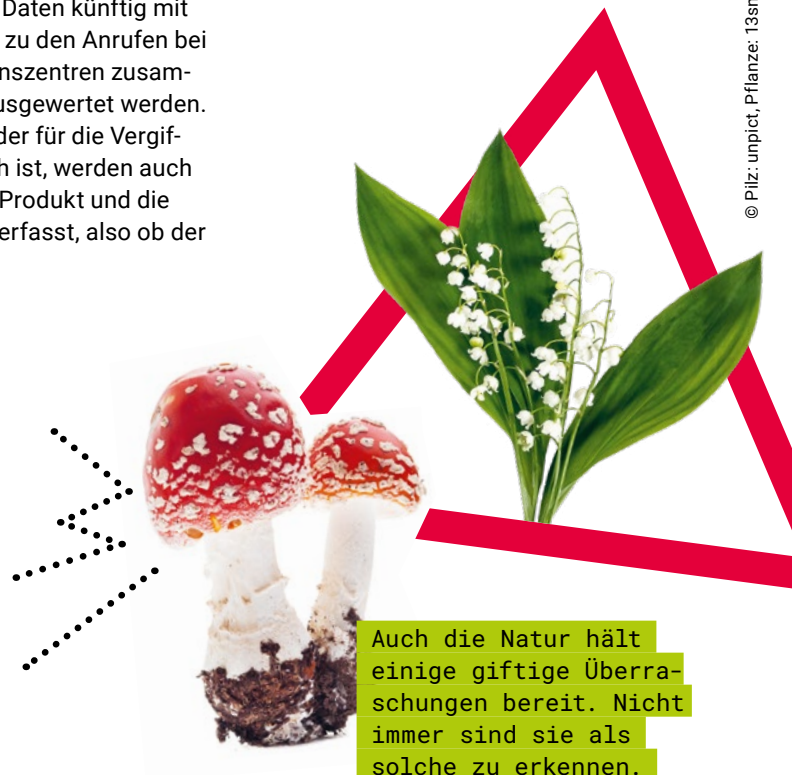 Daten künftig mit
zu den Anrufen bei
nszentren zusam-
usgewertet werden.
der für die Vergif-
h ist, werden auch
Produkt und die
erfasst, also ob der
© Pilz: unpict, Pflanze: 13sm
Auch die Natur hält
einige giftige Überra-
schungen bereit. Nicht
immer sind sie als
solche zu erkennen.